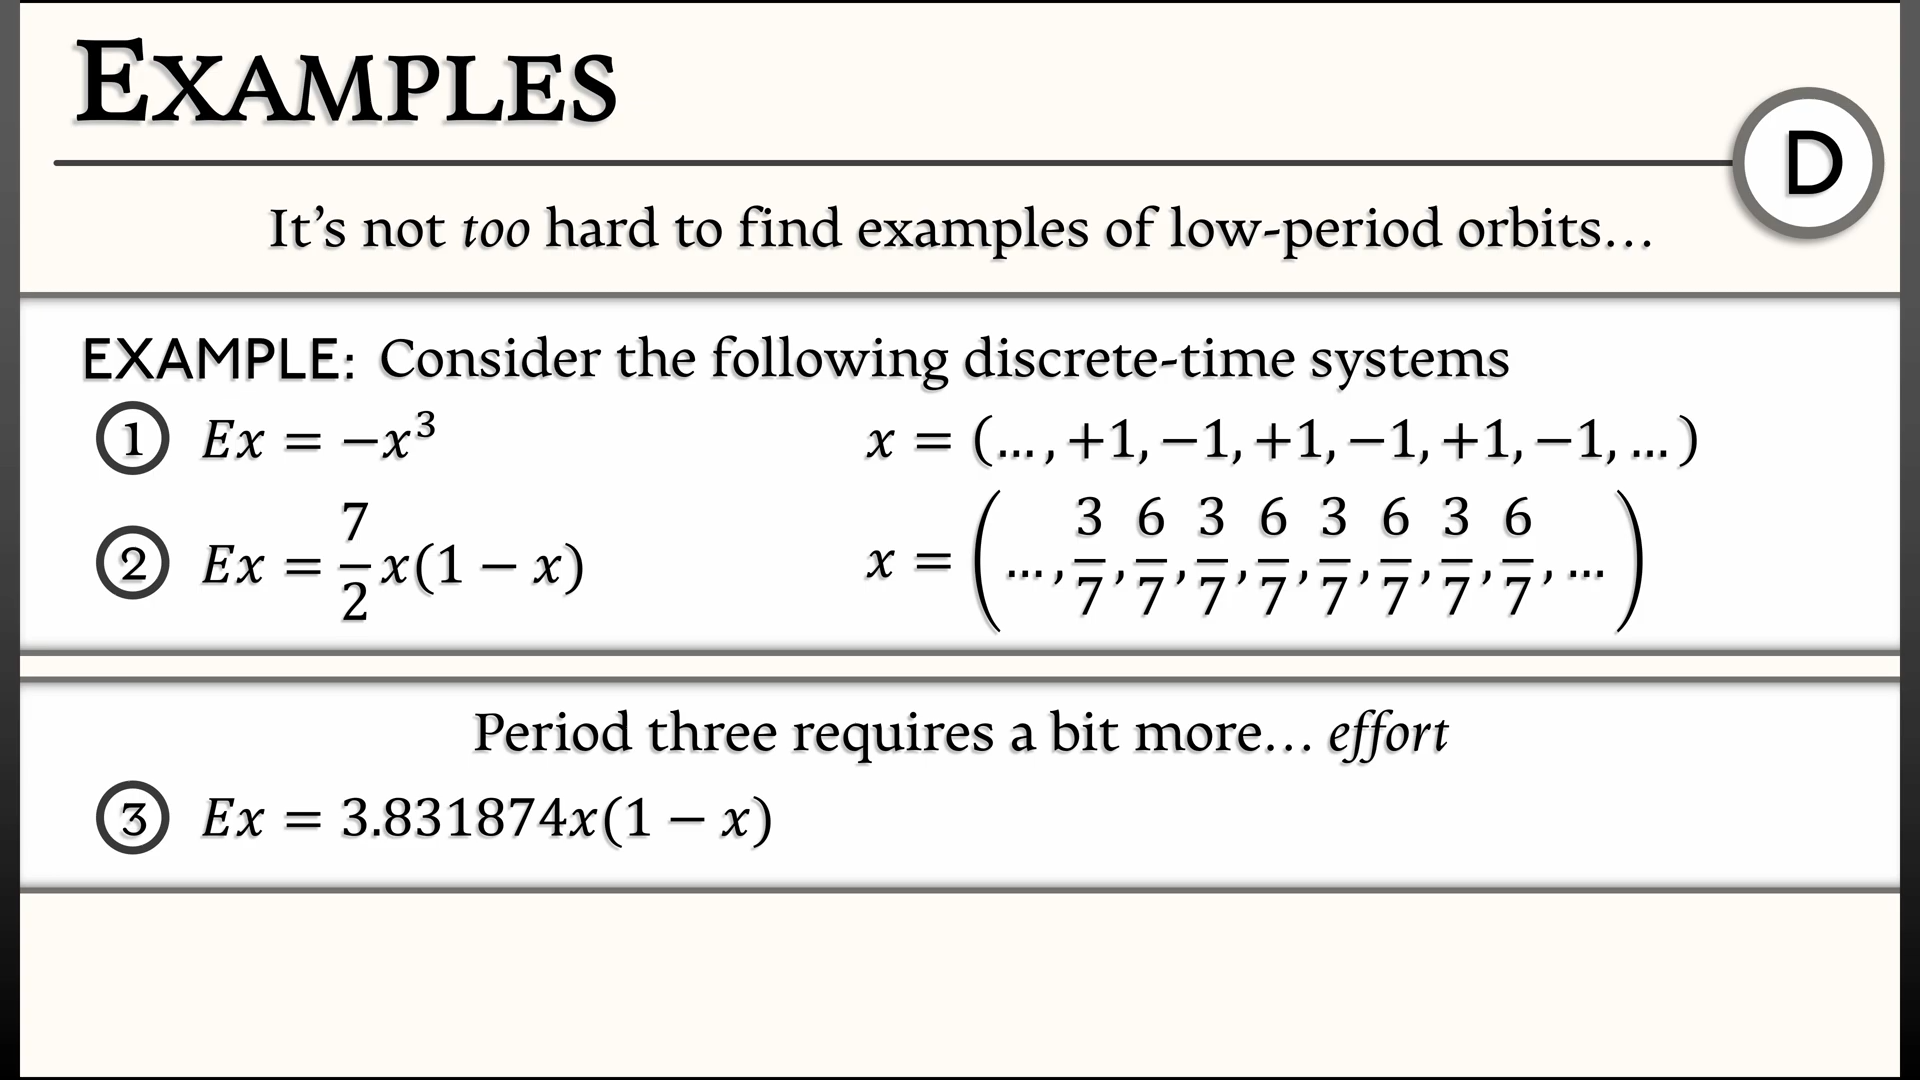 EXAMPLES
D
It's not too hard to find examples of low-period orbits...
EXAMPLE: Consider the following discrete-time systems
① Ex = −x³ x = (…, +1, −1, +1, −1, +1, −1, …)
② Ex = 7/2 x(1 − x) x = (…, 3/7, 6/7, 3/7, 6/7, 3/7, 6/7, 3/7, 6/7, …)
Period three requires a bit more... effort
③ Ex = 3.831874x(1 − x)